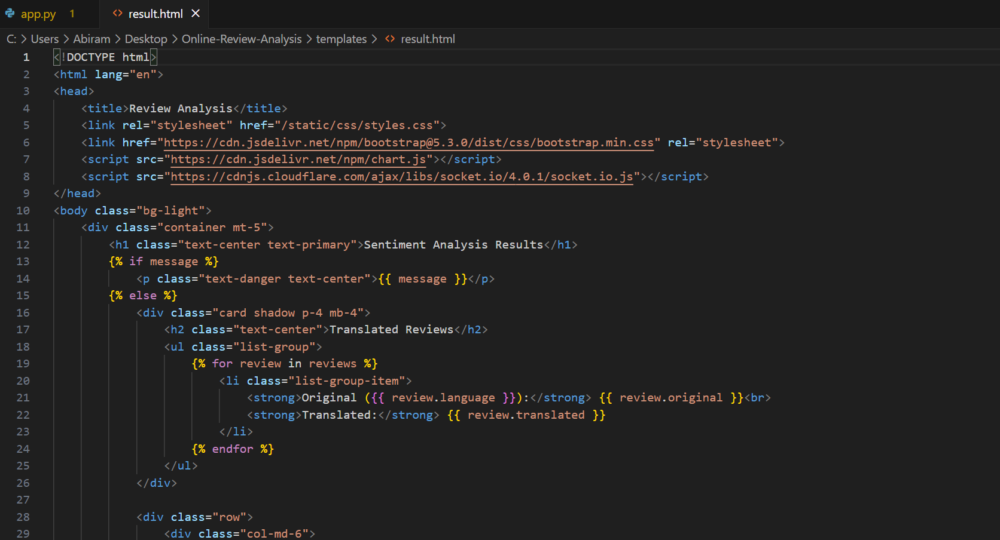 app.py 1 result.html
C: > Users > Abiram > Desktop > Online-Review-Analysis > templates > <> result.html
1 <!DOCTYPE html>
2 <html lang="en">
3 <head>
4     <title>Review Analysis</title>
5     <link rel="stylesheet" href="/static/css/styles.css">
6     <link href="https://cdn.jsdelivr.net/npm/bootstrap@5.3.0/dist/css/bootstrap.min.css" rel="stylesheet">
7     <script src="https://cdn.jsdelivr.net/npm/chart.js"></script>
8     <script src="https://cdnjs.cloudflare.com/ajax/libs/socket.io/4.0.1/socket.io.js"></script>
9 </head>
10 <body class="bg-light">
11     <div class="container mt-5">
12         <h1 class="text-center text-primary">Sentiment Analysis Results</h1>
13         {% if message %}
14             <p class="text-danger text-center">{{ message }}</p>
15         {% else %}
16             <div class="card shadow p-4 mb-4">
17                 <h2 class="text-center">Translated Reviews</h2>
18                 <ul class="list-group">
19                     {% for review in reviews %}
20                         <li class="list-group-item">
21                             <strong>Original ({{ review.language }}):</strong> {{ review.original }}<br>
22                             <strong>Translated:</strong> {{ review.translated }}
23                         </li>
24                     {% endfor %}
25                 </ul>
26             </div>
27
28             <div class="row">
29                 <div class="col-md-6">